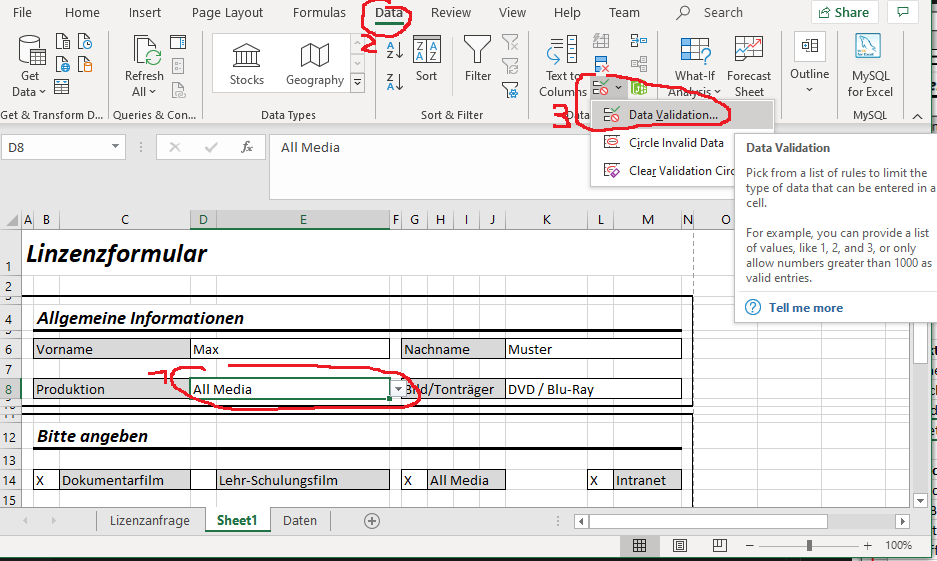 File Home Insert Page Layout Formulas Data Review View Help Team Search Share
2
Get Data Refresh All Stocks Geography Sort Filter Text to Columns What-If Analysis Forecast Sheet Outline MySQL for Excel
Get & Transform D... Queries & Con... Data Types Sort & Filter Data MySQL
3
Data Validation...
Circle Invalid Data
Clear Validation Circ
Data Validation
Pick from a list of rules to limit the
type of data that can be entered in a
cell.
For example, you can provide a list
of values, like 1, 2, and 3, or only
allow numbers greater than 1000 as
valid entries.
? Tell me more
D8 fx All Media
A B C D E F G H I J K L M N O
1 Linzenzformular
2
3
4 Allgemeine Informationen
5
6 Vorname Max Nachname Muster
7
1
8 Produktion All Media Bild/Tonträger DVD / Blu-Ray
9
10
11
12 Bitte angeben
13
14 X Dokumentarfilm Lehr-Schulungsfilm X All Media X Intranet
15
Lizenzanfrage Sheet1 Daten
100%